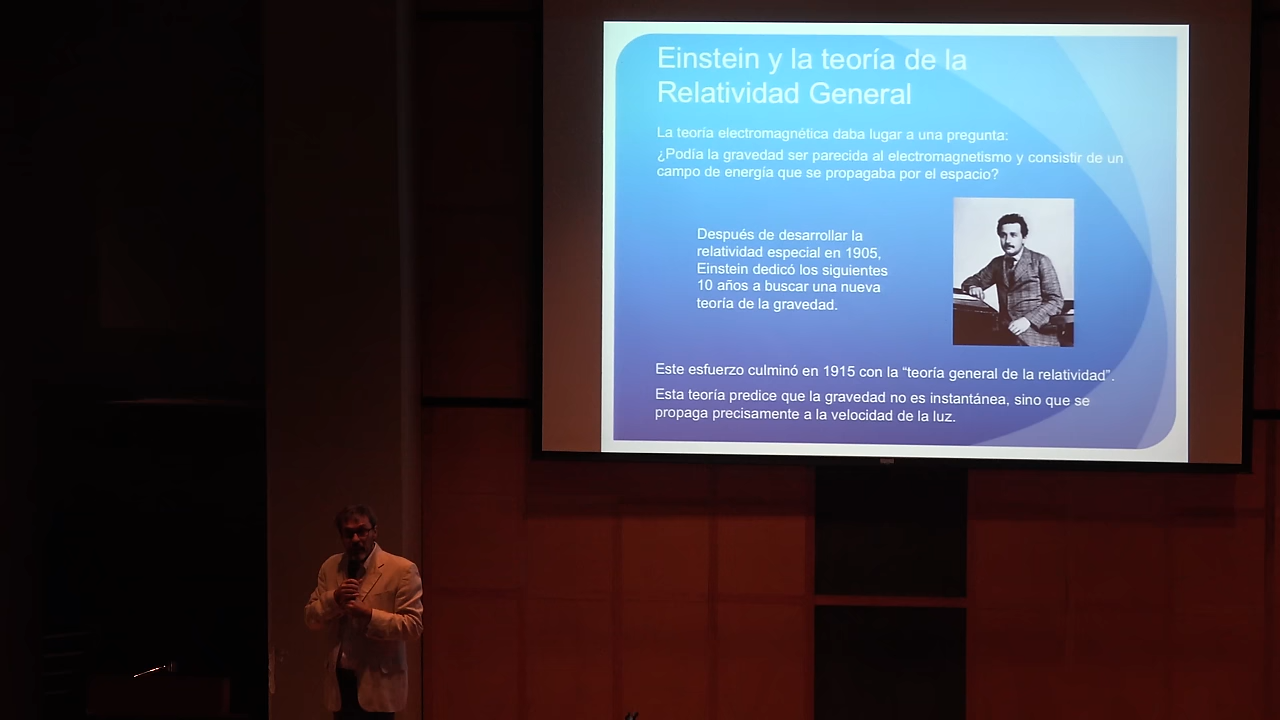 Einstein y la teoría de la
Relatividad General
La teoría electromagnética daba lugar a una pregunta:
¿Podía la gravedad ser parecida al electromagnetismo y consistir de un
campo de energía que se propagaba por el espacio?
Después de desarrollar la
relatividad especial en 1905,
Einstein dedicó los siguientes
10 años a buscar una nueva
teoría de la gravedad.
Este esfuerzo culminó en 1915 con la “teoría general de la relatividad”.
Esta teoría predice que la gravedad no es instantánea, sino que se
propaga precisamente a la velocidad de la luz.